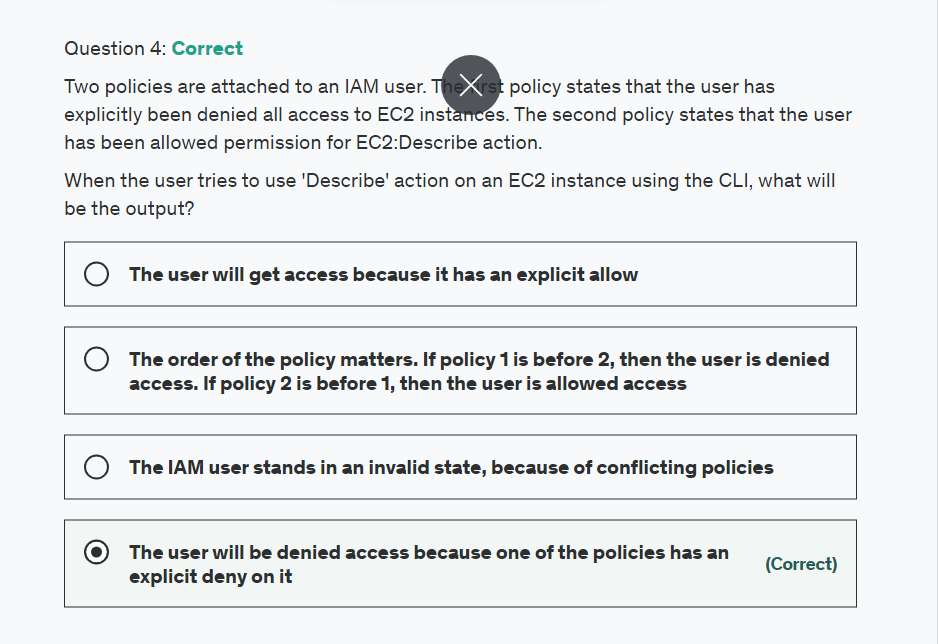 Question 4: Correct
Two policies are attached to an IAM user. The first policy states that the user has
explicitly been denied all access to EC2 instances. The second policy states that the user
has been allowed permission for EC2:Describe action.
When the user tries to use 'Describe' action on an EC2 instance using the CLI, what will
be the output?
The user will get access because it has an explicit allow
The order of the policy matters. If policy 1 is before 2, then the user is denied
access. If policy 2 is before 1, then the user is allowed access
The IAM user stands in an invalid state, because of conflicting policies
The user will be denied access because one of the policies has an
explicit deny on it
(Correct)